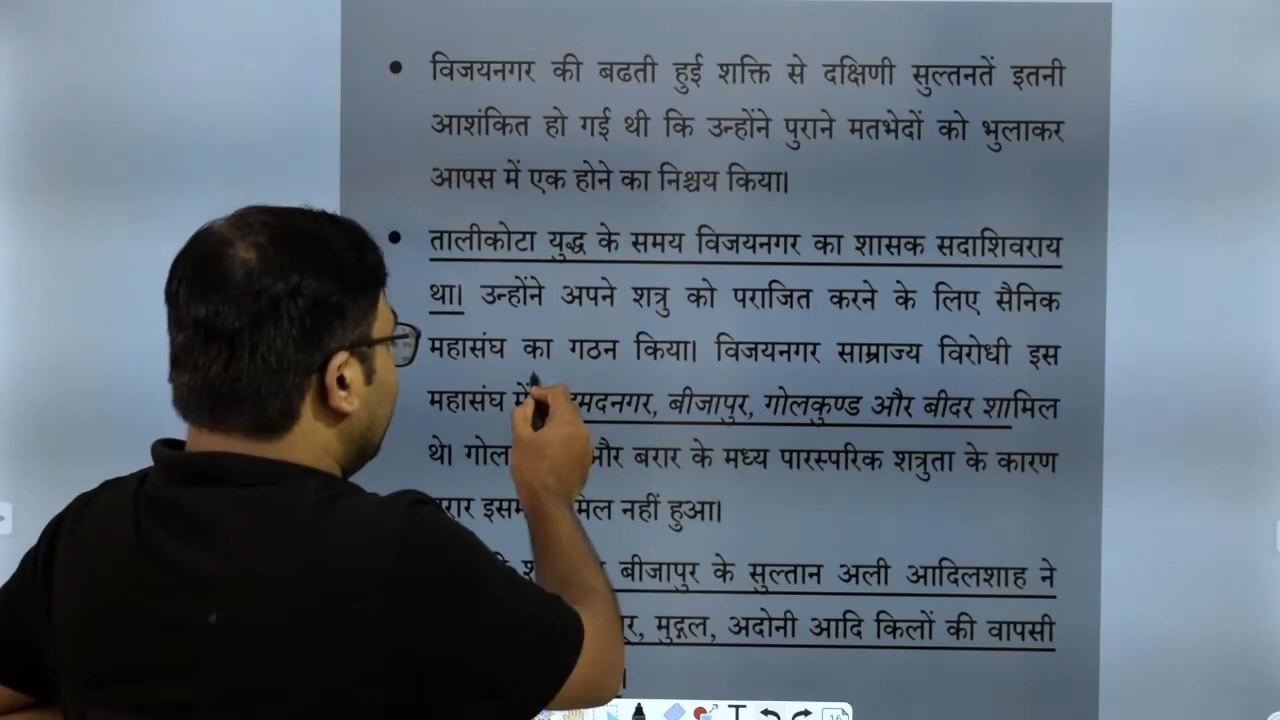 विजयनगर की बढती हुई शक्ति से दक्षिणी सुल्तनतें इतनी
आशंकित हो गई थी कि उन्होंने पुराने मतभेदों को भुलाकर
आपस में एक होने का निश्चय किया।
तालीकोटा युद्ध के समय विजयनगर का शासक सदाशिवराय
था। उन्होंने अपने शत्रु को पराजित करने के लिए सैनिक
महासंघ का गठन किया। विजयनगर साम्राज्य विरोधी इस
महासंघ में बीजापुर, गोलकुण्ड और बीदर शामिल
थे। और बरार के मध्य पारस्परिक शत्रुता के कारण
नहीं हुआ।
बीजापुर के सुल्तान अली आदिलशाह ने
मुद्गल, अदोनी आदि किलों की वापसी
T 16